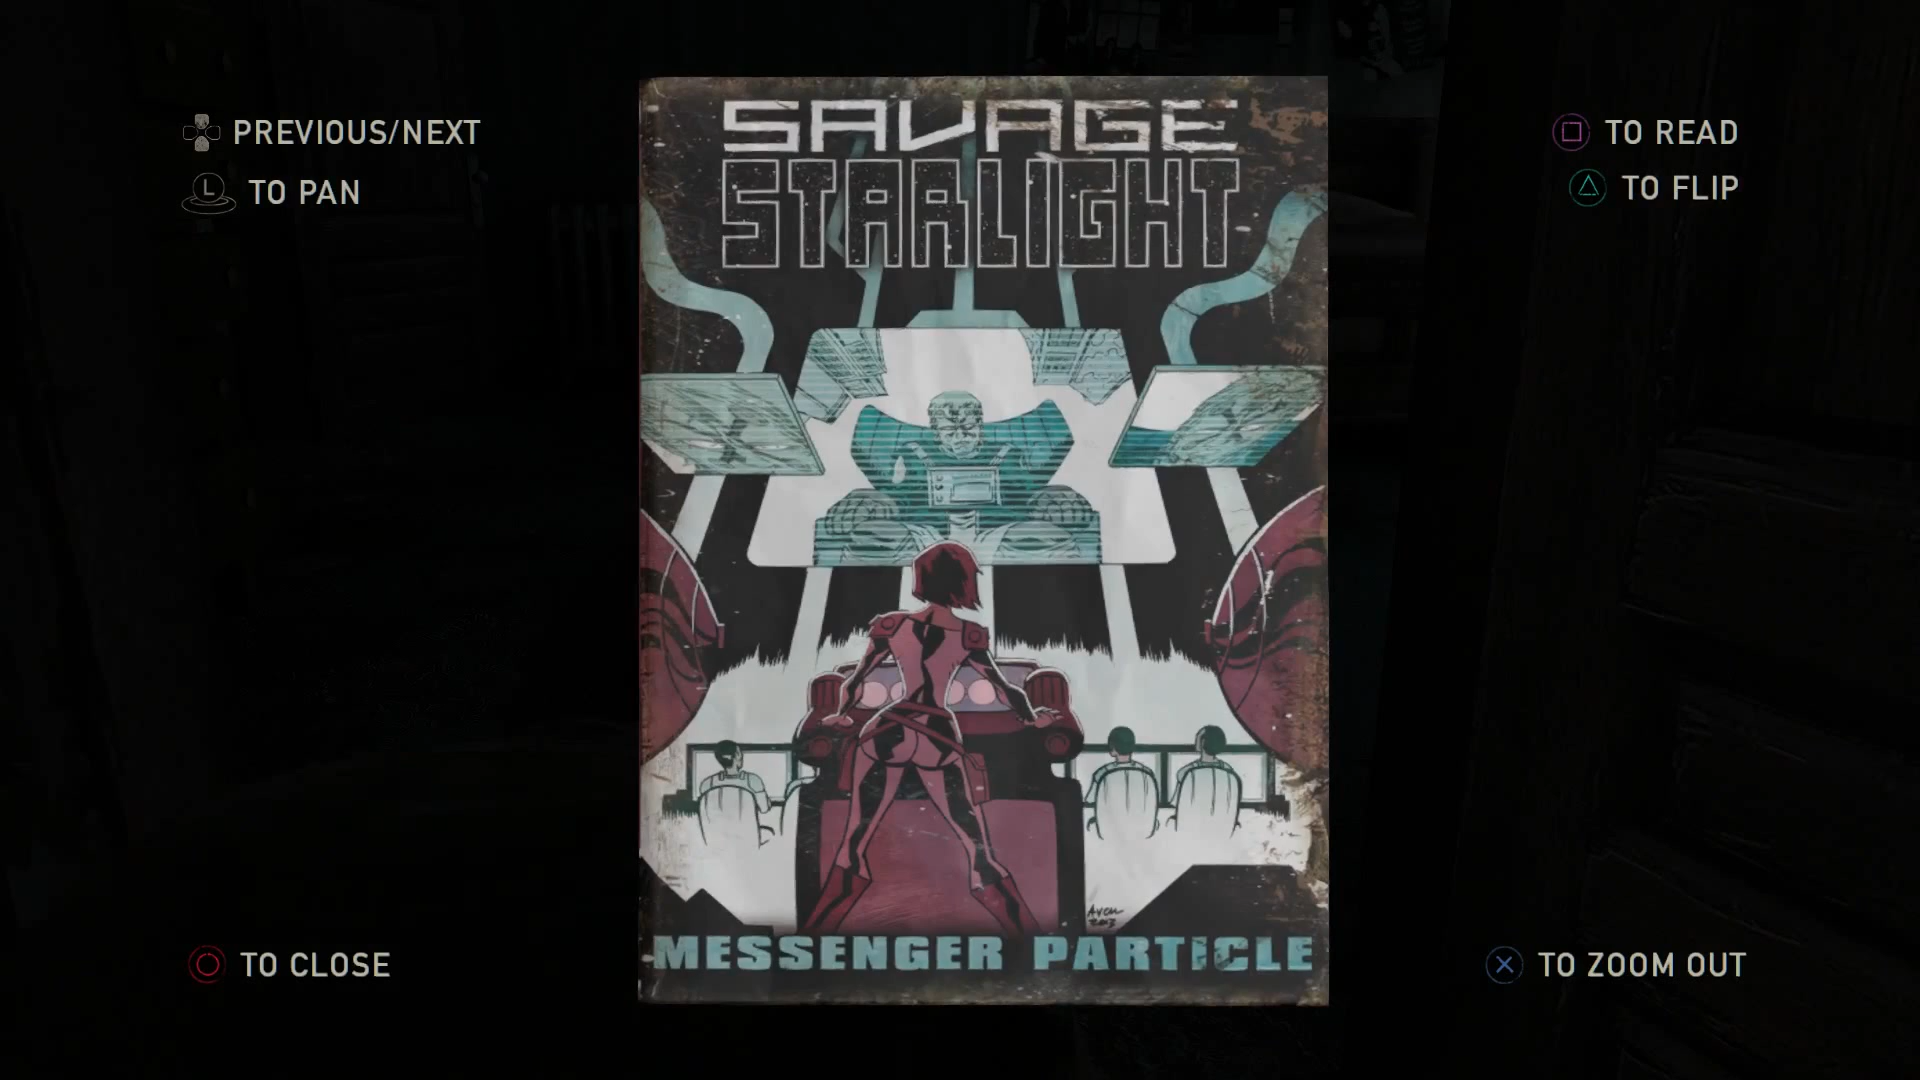 PREVIOUS/NEXT
L TO PAN
TO READ
TO FLIP
SAVAGE
STARLIGHT
MESSENGER PARTICLE
TO CLOSE
TO ZOOM OUT